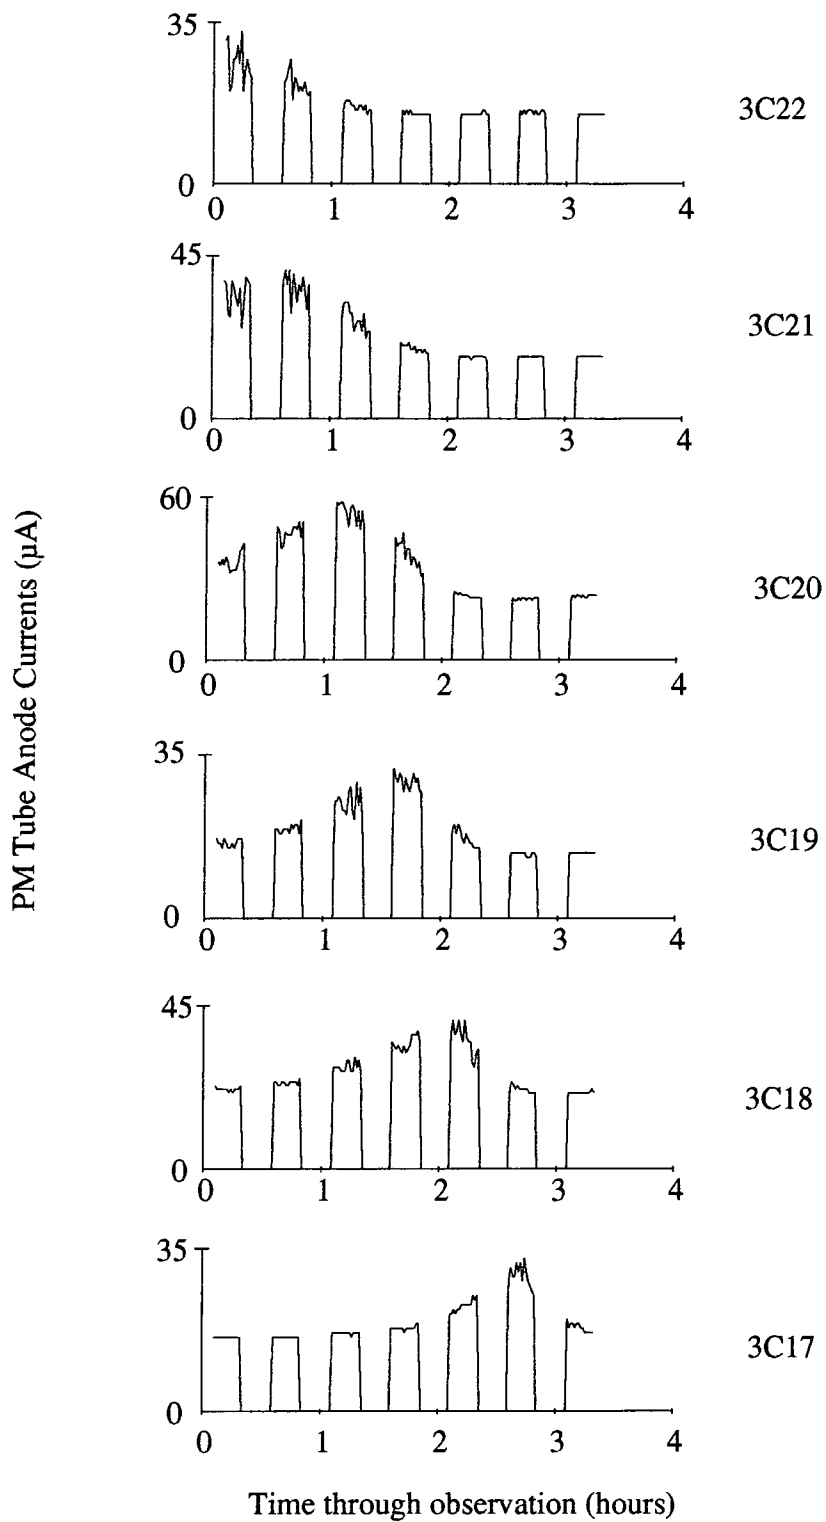 35
3C22
0
0 1 2 3 4
45
3C21
0
0 1 2 3 4
60
3C20
0
0 1 2 3 4
35
3C19
0
0 1 2 3 4
45
3C18
0
0 1 2 3 4
35
3C17
0
0 1 2 3 4
PM Tube Anode Currents (μA)
Time through observation (hours)